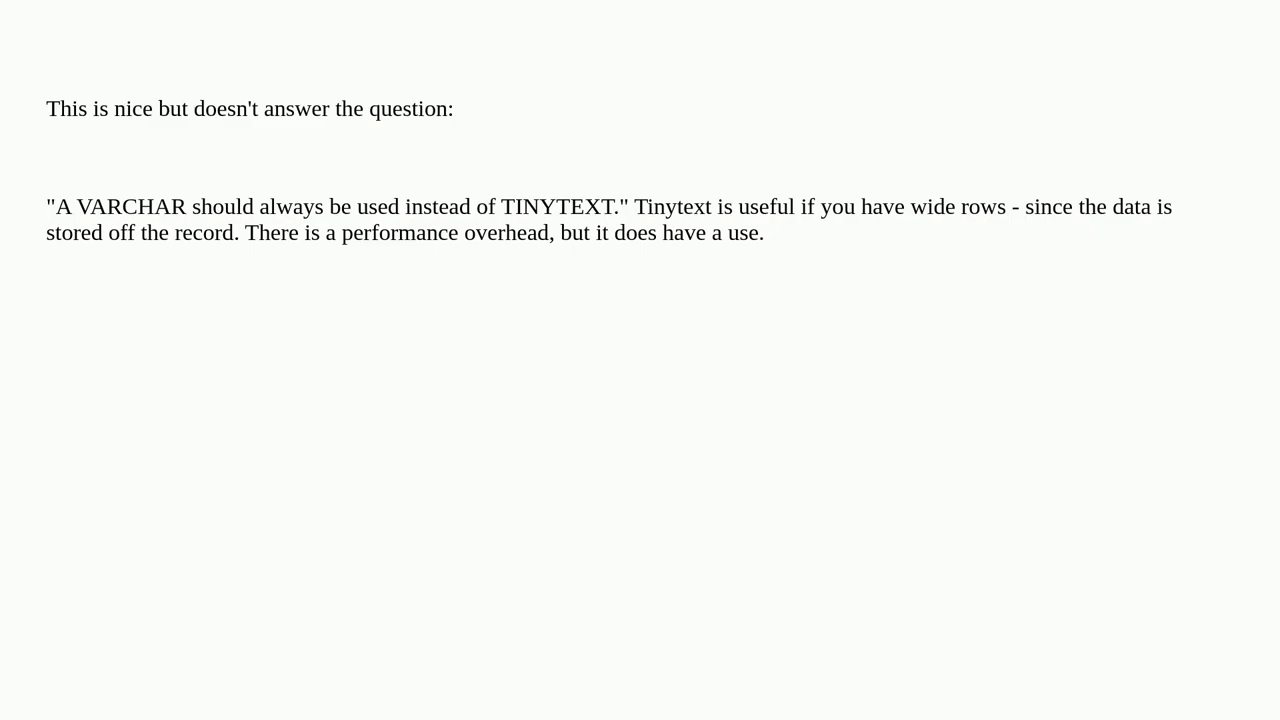 This is nice but doesn't answer the question:
"A VARCHAR should always be used instead of TINYTEXT." Tinytext is useful if you have wide rows - since the data is
stored off the record. There is a performance overhead, but it does have a use.